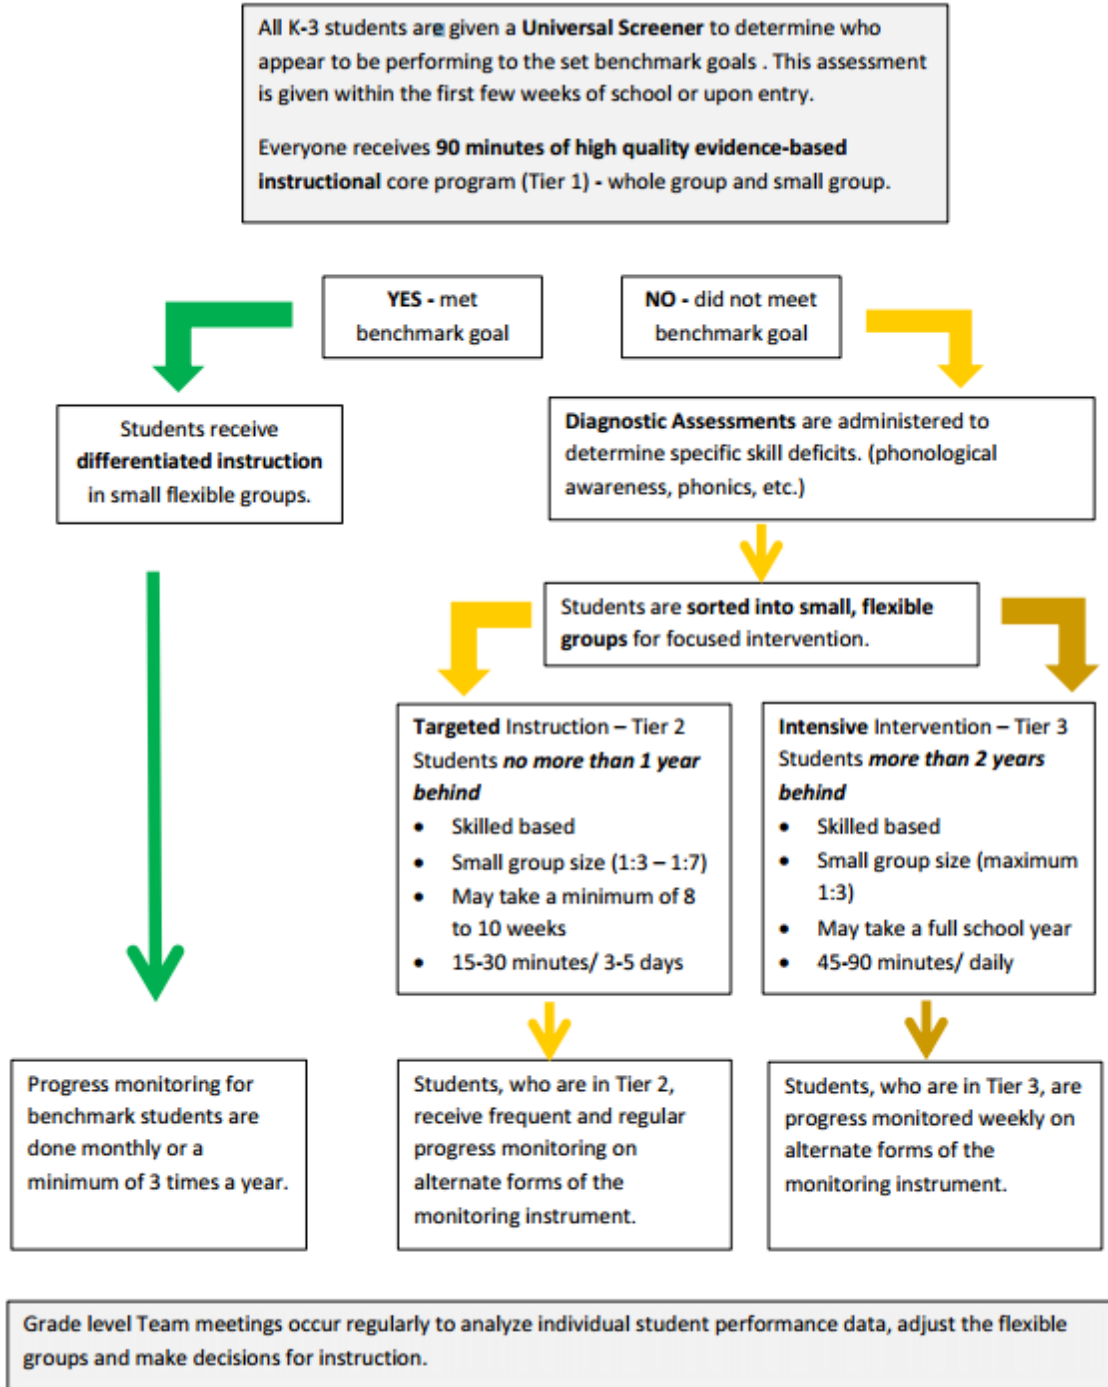 All K-3 students are given a Universal Screener to determine who
appear to be performing to the set benchmark goals . This assessment
is given within the first few weeks of school or upon entry.
Everyone receives 90 minutes of high quality evidence-based
instructional core program (Tier 1) - whole group and small group.
YES - met
benchmark goal
NO - did not meet
benchmark goal
Students receive
differentiated instruction
in small flexible groups.
Diagnostic Assessments are administered to
determine specific skill deficits. (phonological
awareness, phonics, etc.)
Students are sorted into small, flexible
groups for focused intervention.
Targeted Instruction – Tier 2
Students no more than 1 year
behind
• Skilled based
• Small group size (1:3 – 1:7)
• May take a minimum of 8
to 10 weeks
• 15-30 minutes/ 3-5 days
Intensive Intervention – Tier 3
Students more than 2 years
behind
• Skilled based
• Small group size (maximum
1:3)
• May take a full school year
• 45-90 minutes/ daily
Progress monitoring for
benchmark students are
done monthly or a
minimum of 3 times a year.
Students, who are in Tier 2,
receive frequent and regular
progress monitoring on
alternate forms of the
monitoring instrument.
Students, who are in Tier 3, are
progress monitored weekly on
alternate forms of the
monitoring instrument.
Grade level Team meetings occur regularly to analyze individual student performance data, adjust the flexible
groups and make decisions for instruction.